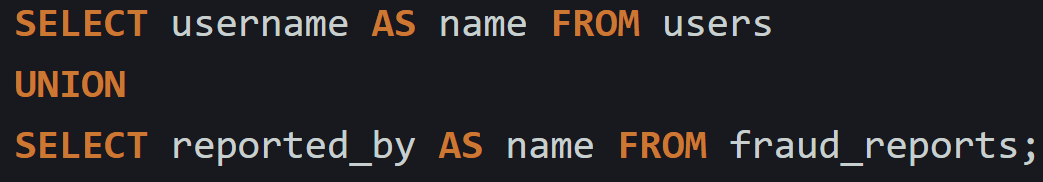 SELECT username AS name FROM users
UNION
SELECT reported_by AS name FROM fraud_reports;